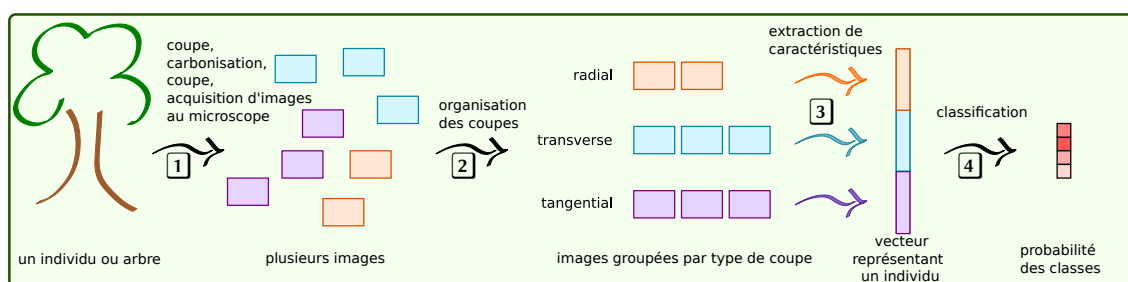 coupe,
carbonisation,
coupe,
acquisition d'images
au microscope
1
un individu ou arbre
plusieurs images
organisation
des coupes
2
radial
transverse
tangential
images groupées par type de coupe
extraction de
caractéristiques
3
vecteur
représentant
un individu
classification
4
probabilité
des classes